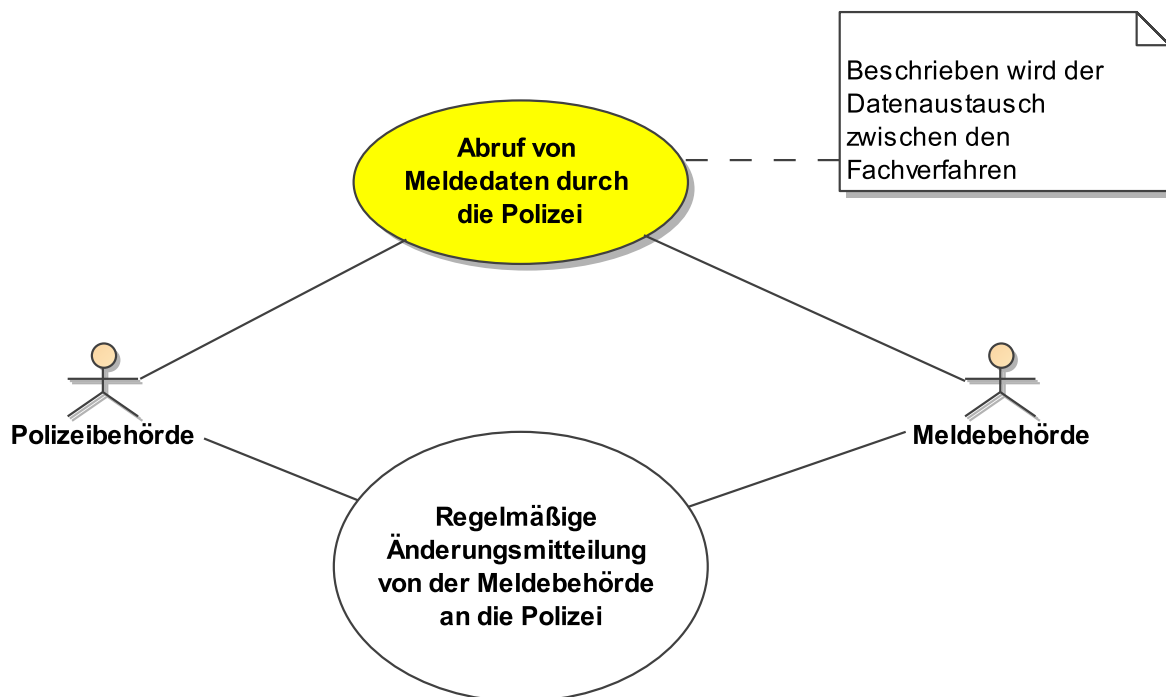 Beschrieben wird der
Datenaustausch
zwischen den
Fachverfahren
Abruf von
Meldedaten durch
die Polizei
Polizeibehörde
Meldebehörde
Regelmäßige
Änderungsmitteilung
von der Meldebehörde
an die Polizei